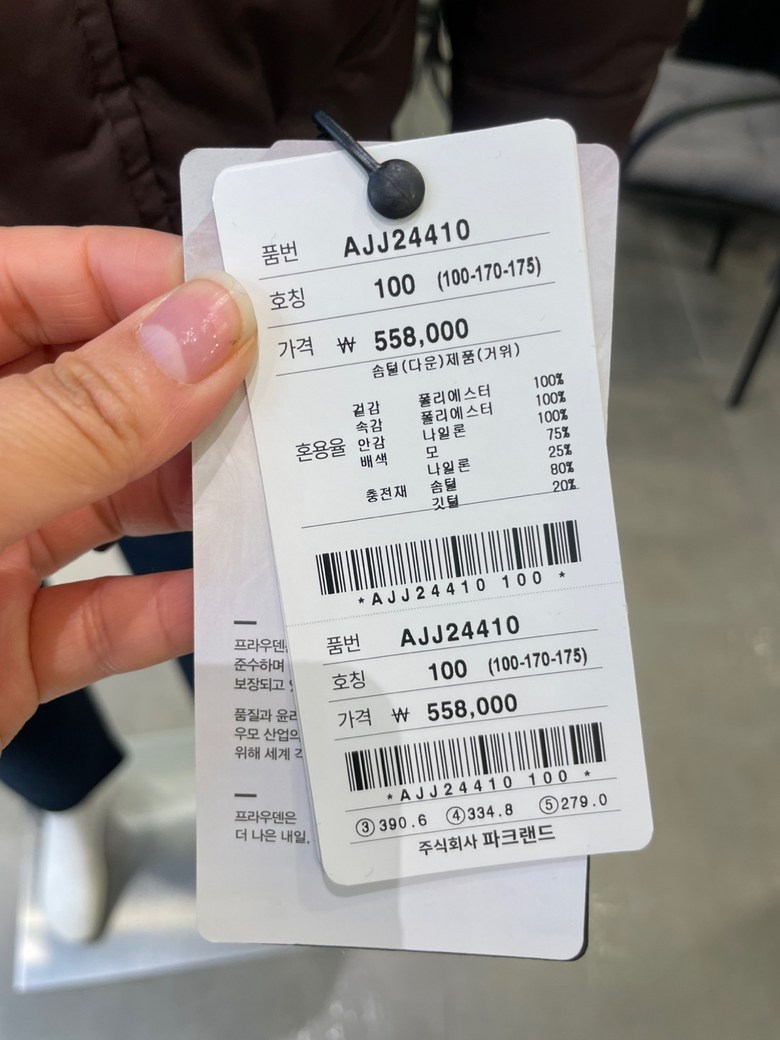 품번 AJJ24410
호칭 100 (100-170-175)
가격 ₩ 558,000
솜털(다운)제품(거위)
혼용율
겉감 폴리에스터 100%
속감 폴리에스터 100%
안감 나일론 100%
배색 모 75%
나일론 25%
충전재 솜털 80%
깃털 20%
*AJJ24410 100 *
품번 AJJ24410
호칭 100 (100-170-175)
가격 ₩ 558,000
*AJJ24410 100 *
③390.6 ④334.8 ⑤279.0
주식회사 파크랜드
프라우덴
준수하며
보장되고
품질과 윤리
우모 산업의
위해 세계
프라우덴은
더 나은 내일,